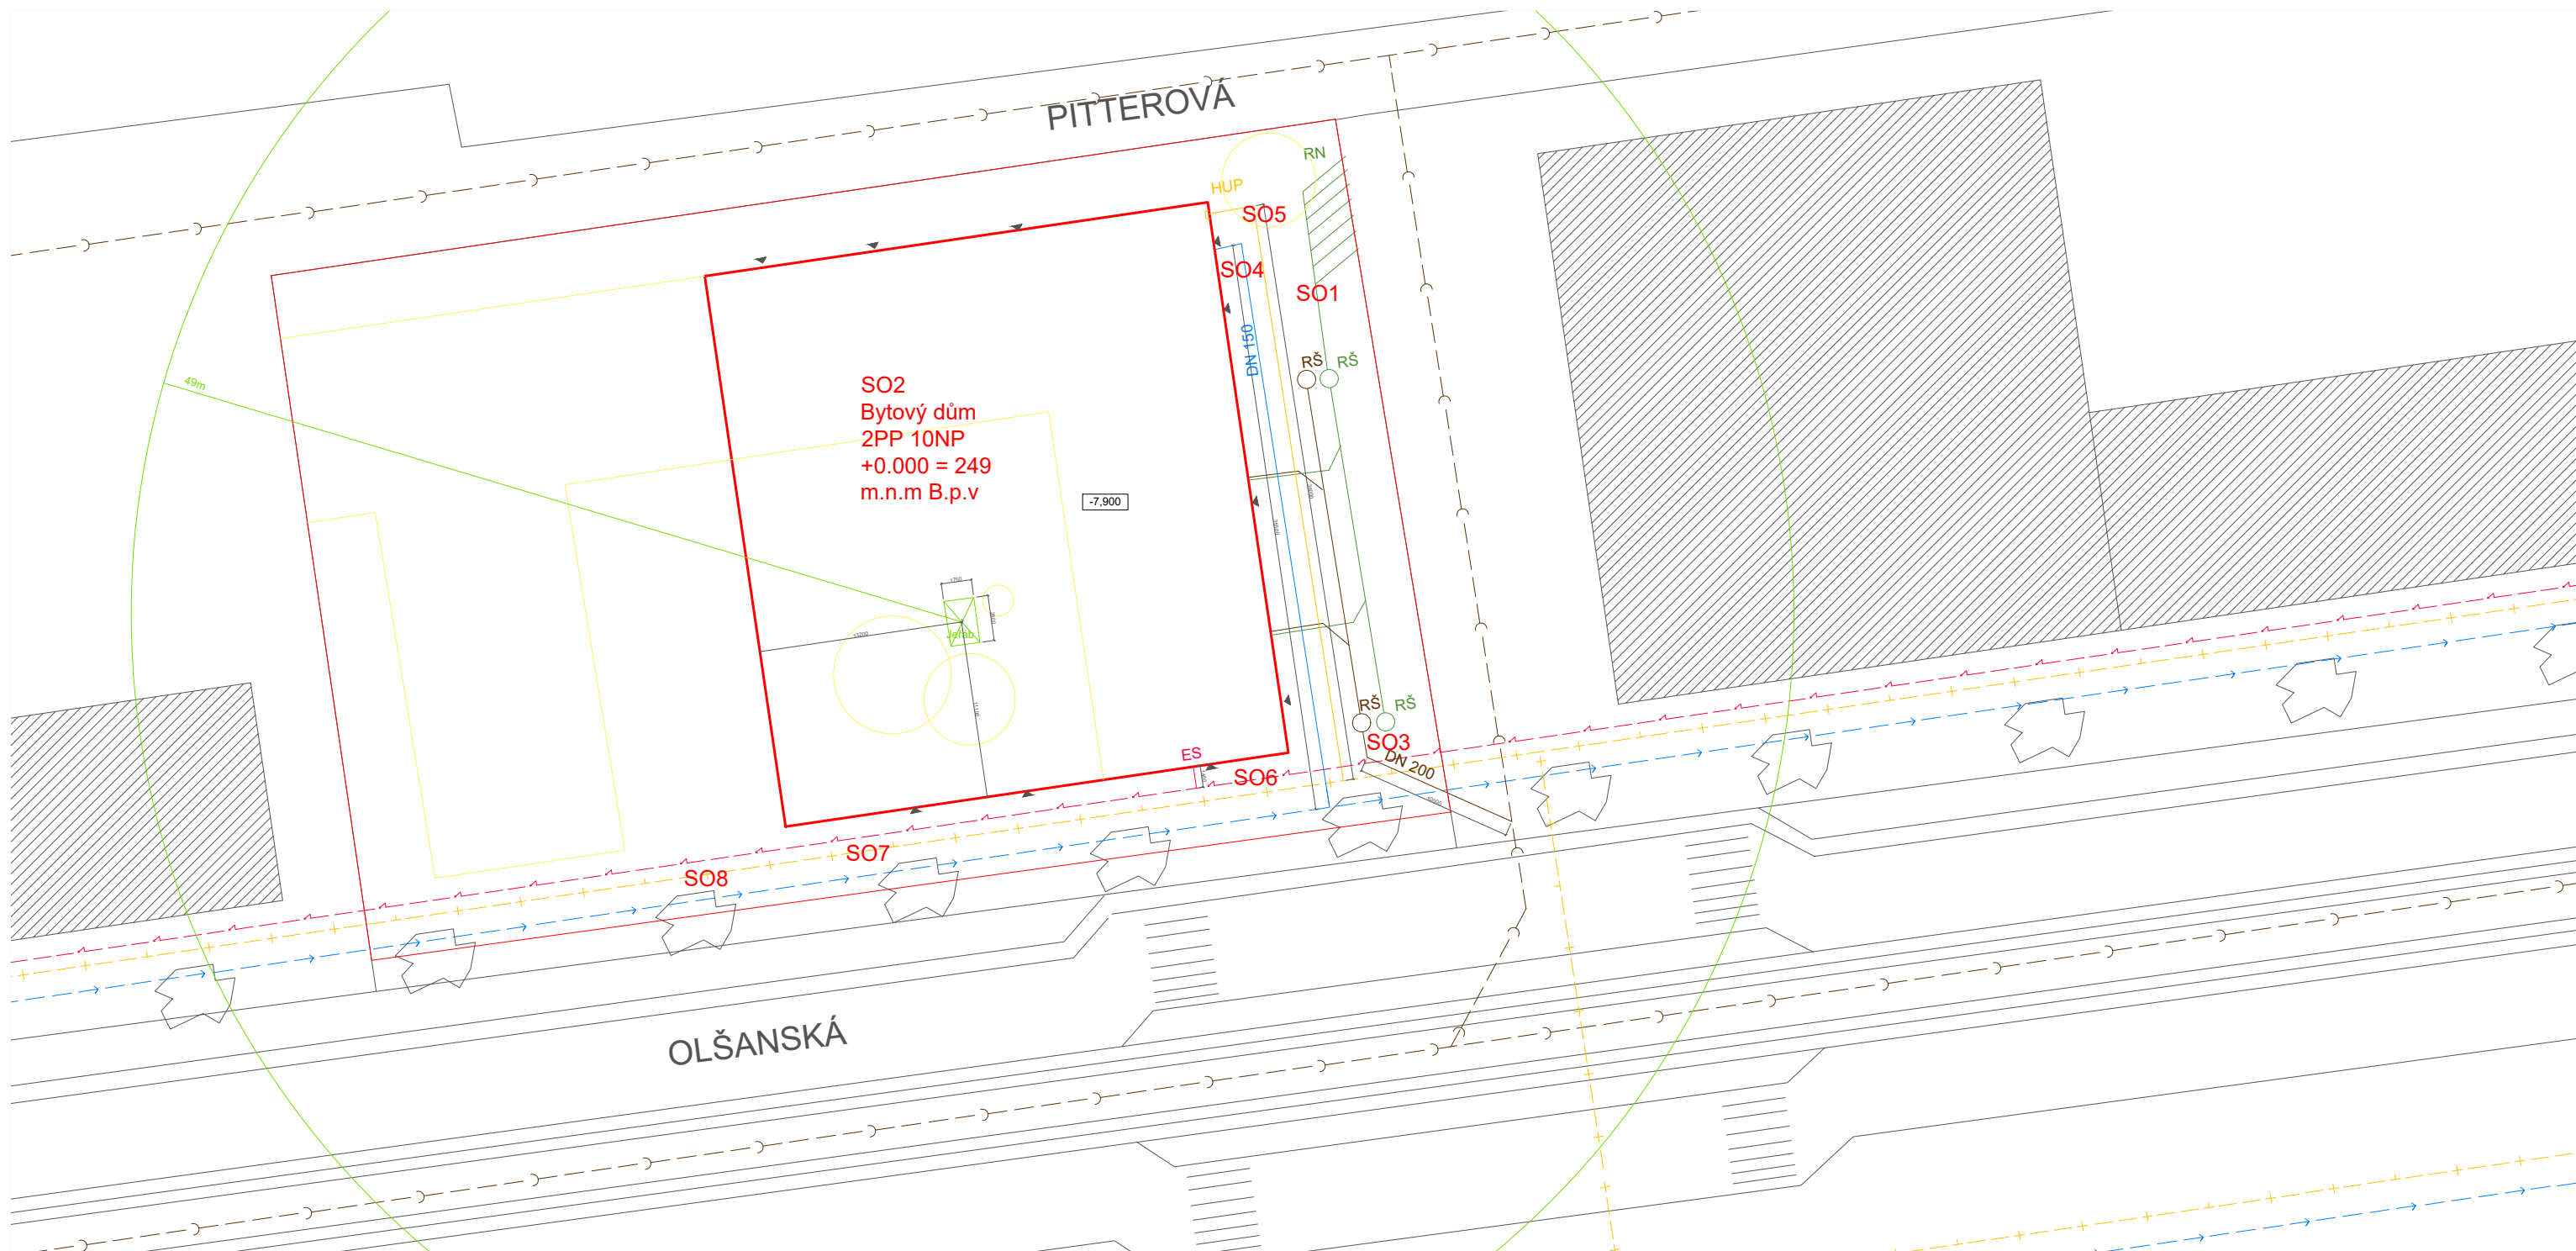 PITTEROVÁ
RN
HUP
SO5
SO4
SO1
DN 150
RŠ
RŠ
49m
SO2
Bytový dům
2PP 10NP
+0.000 = 249
m.n.m B.p.v
-7,900
Jeřáb
RŠ
RŠ
SO3
DN 200
ES
SO6
SO7
SO8
OLŠANSKÁ